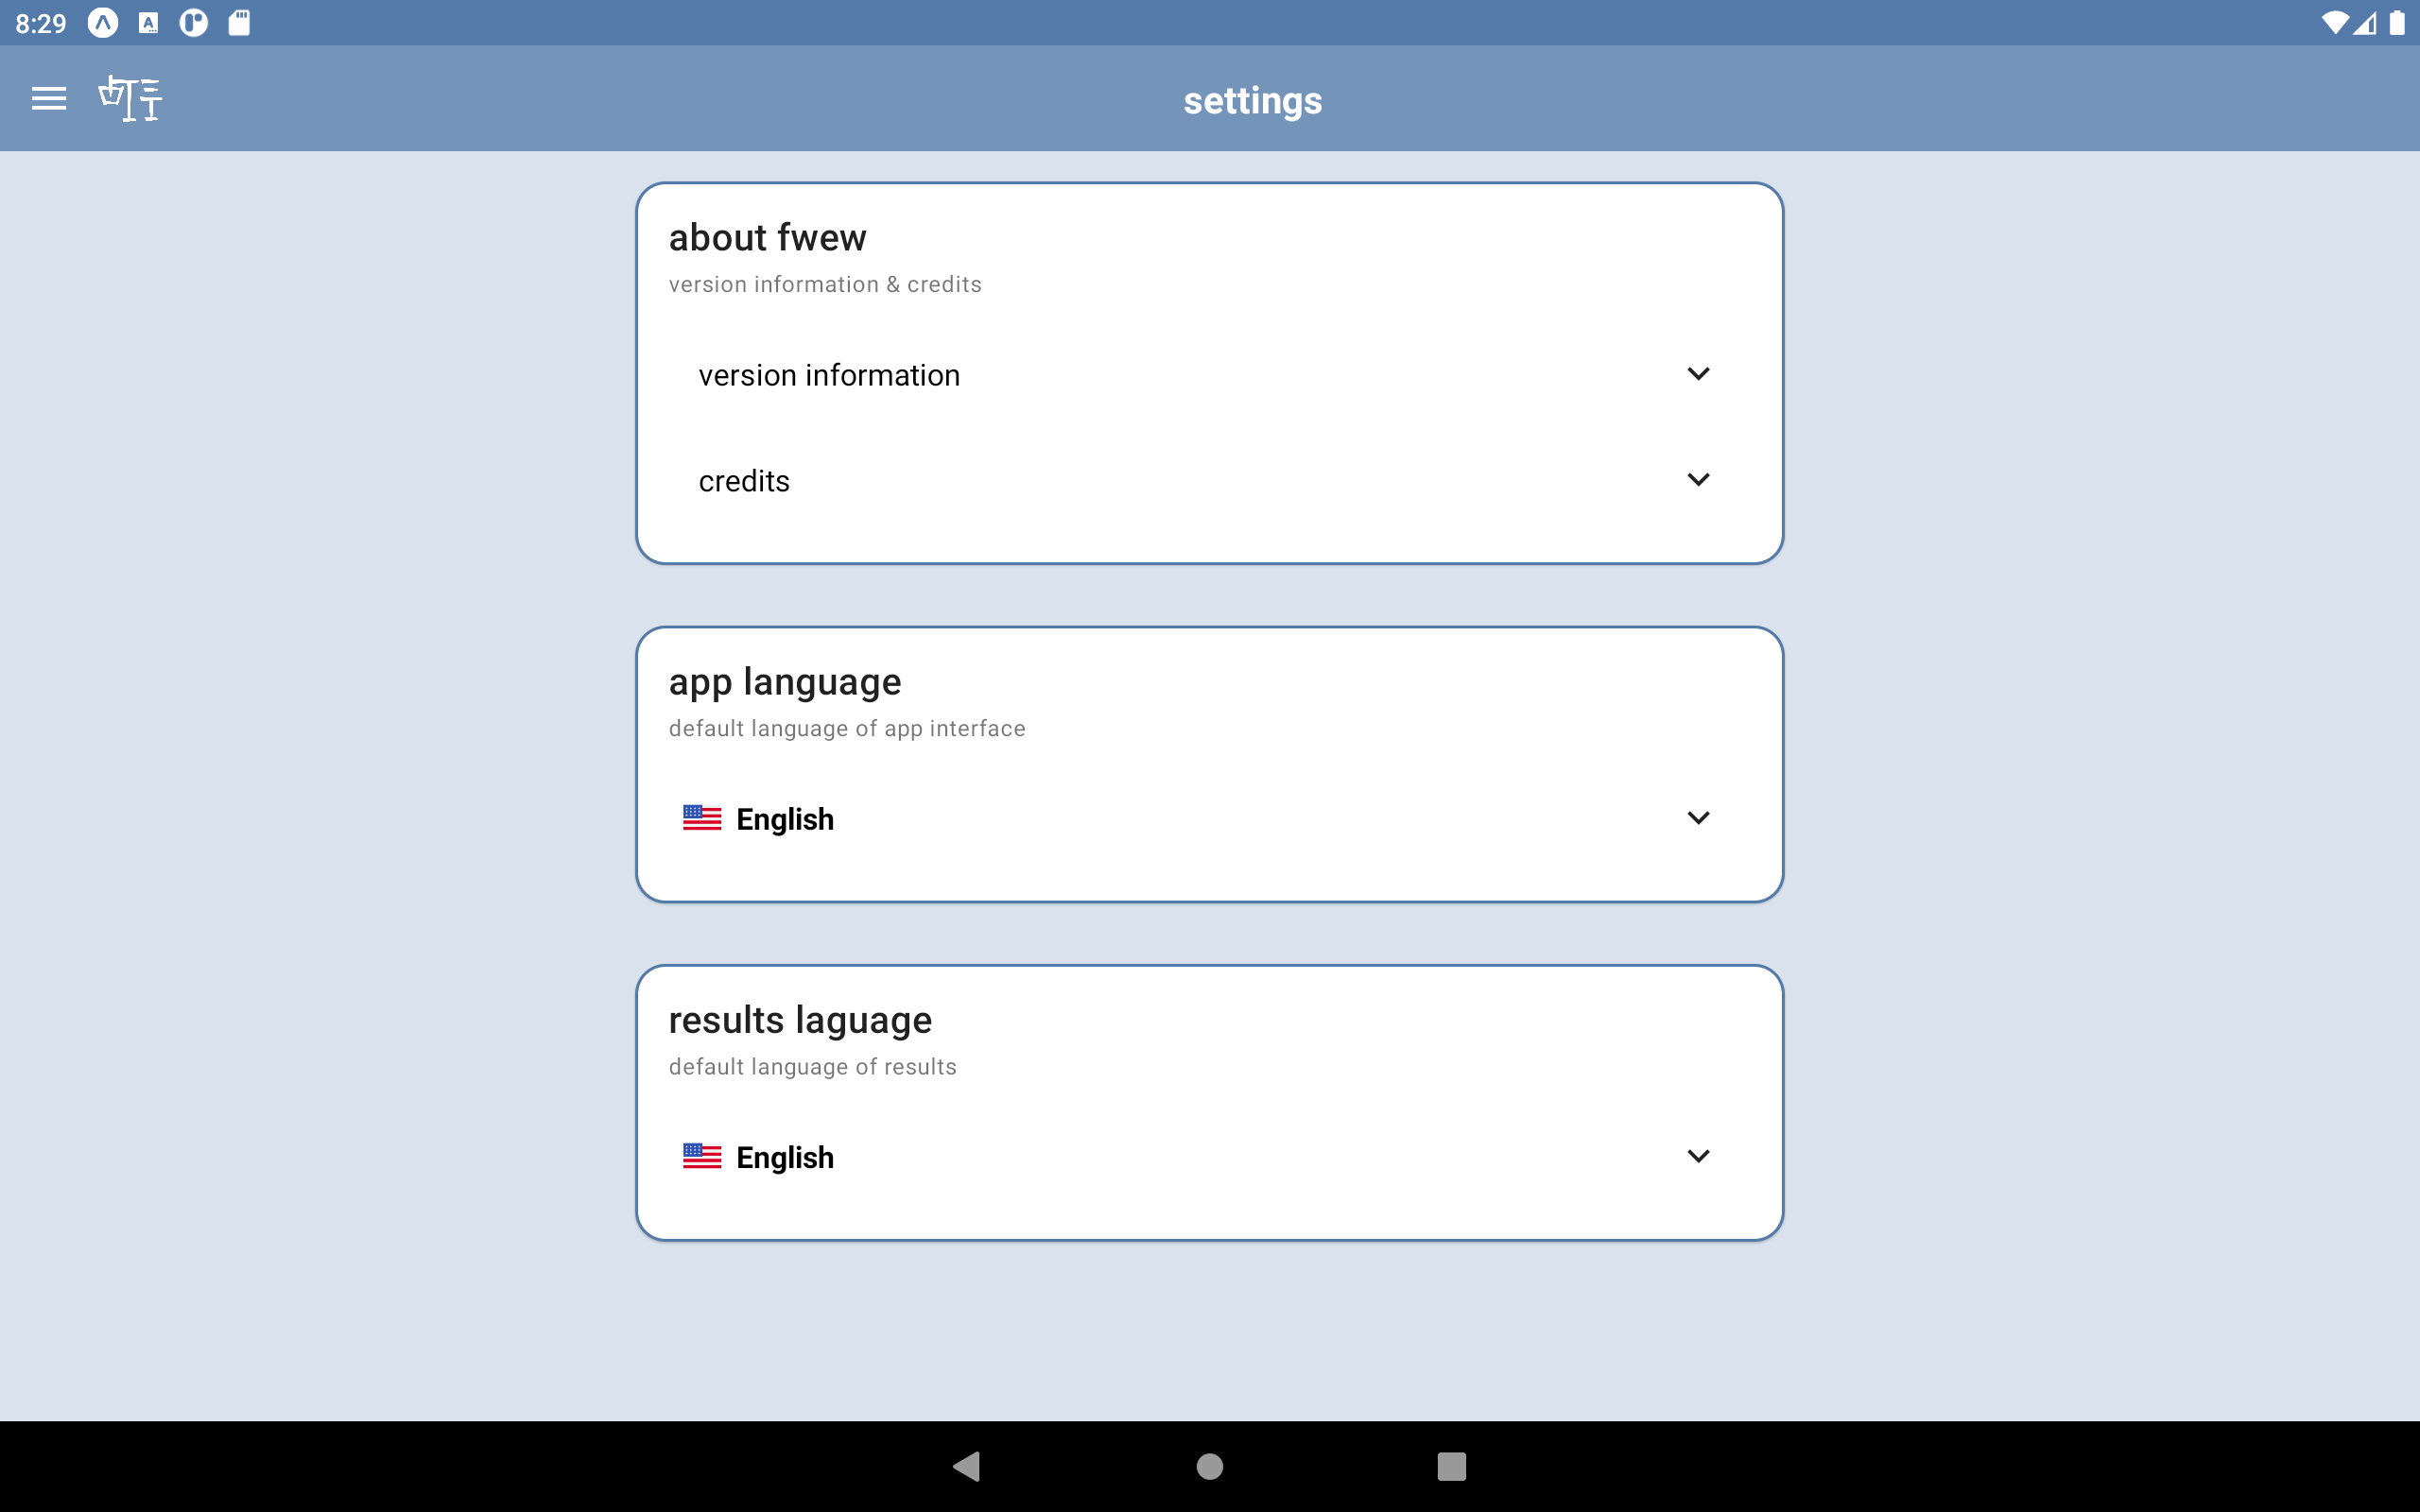 8:29
settings
about fwew
version information & credits
version information
credits
app language
default language of app interface
English
results laguage
default language of results
English